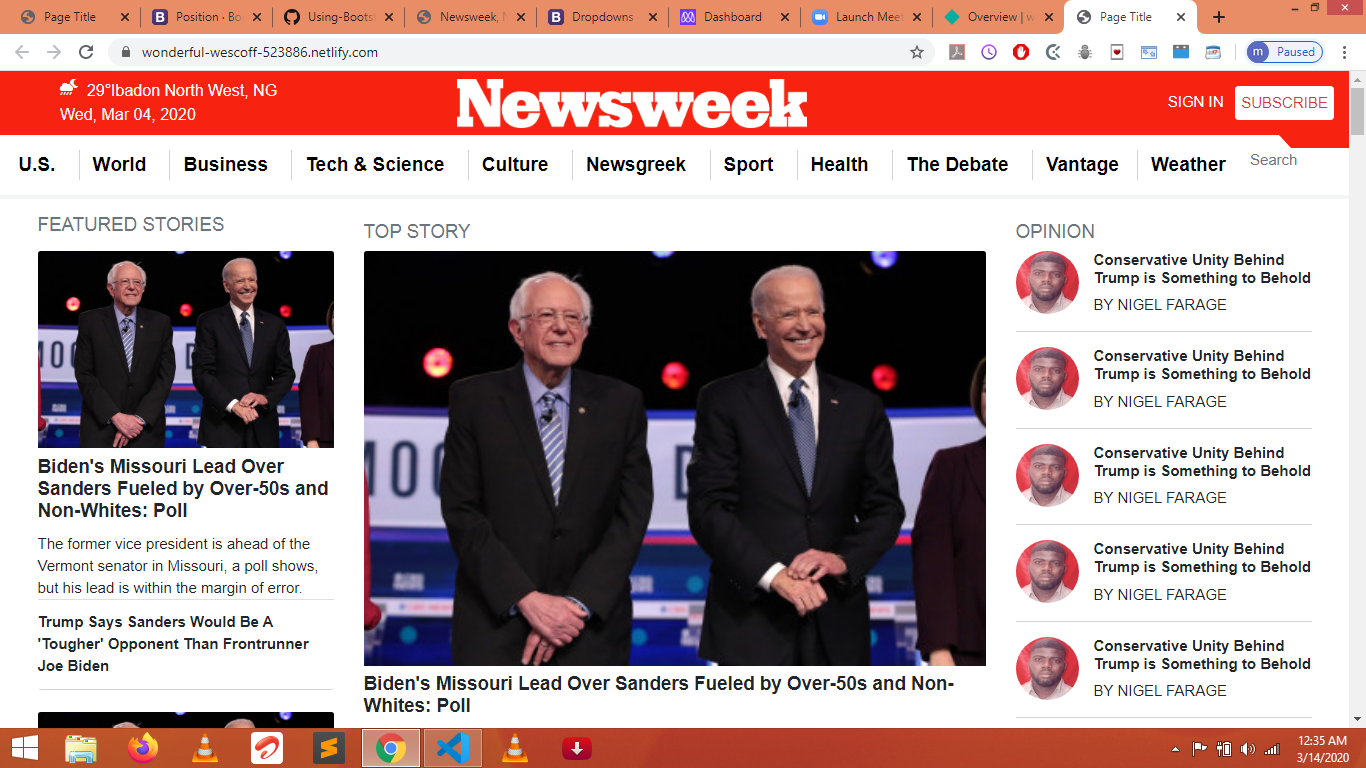 Page Title
Position · Bo
Using-Bootst
Newsweek, N
Dropdowns ·
Dashboard
Launch Meet
Overview | w
Page Title
wonderful-wescoff-523886.netlify.com
m Paused
29°Ibadon North West, NG
Wed, Mar 04, 2020
Newsweek
SIGN IN
SUBSCRIBE
U.S.
World
Business
Tech & Science
Culture
Newsgreek
Sport
Health
The Debate
Vantage
Weather
Search
FEATURED STORIES
Biden's Missouri Lead Over
Sanders Fueled by Over-50s and
Non-Whites: Poll
The former vice president is ahead of the
Vermont senator in Missouri, a poll shows,
but his lead is within the margin of error.
Trump Says Sanders Would Be A
'Tougher' Opponent Than Frontrunner
Joe Biden
TOP STORY
Biden's Missouri Lead Over Sanders Fueled by Over-50s and Non-
Whites: Poll
OPINION
Conservative Unity Behind
Trump is Something to Behold
BY NIGEL FARAGE
Conservative Unity Behind
Trump is Something to Behold
BY NIGEL FARAGE
Conservative Unity Behind
Trump is Something to Behold
BY NIGEL FARAGE
Conservative Unity Behind
Trump is Something to Behold
BY NIGEL FARAGE
Conservative Unity Behind
Trump is Something to Behold
BY NIGEL FARAGE
12:35 AM
3/14/2020